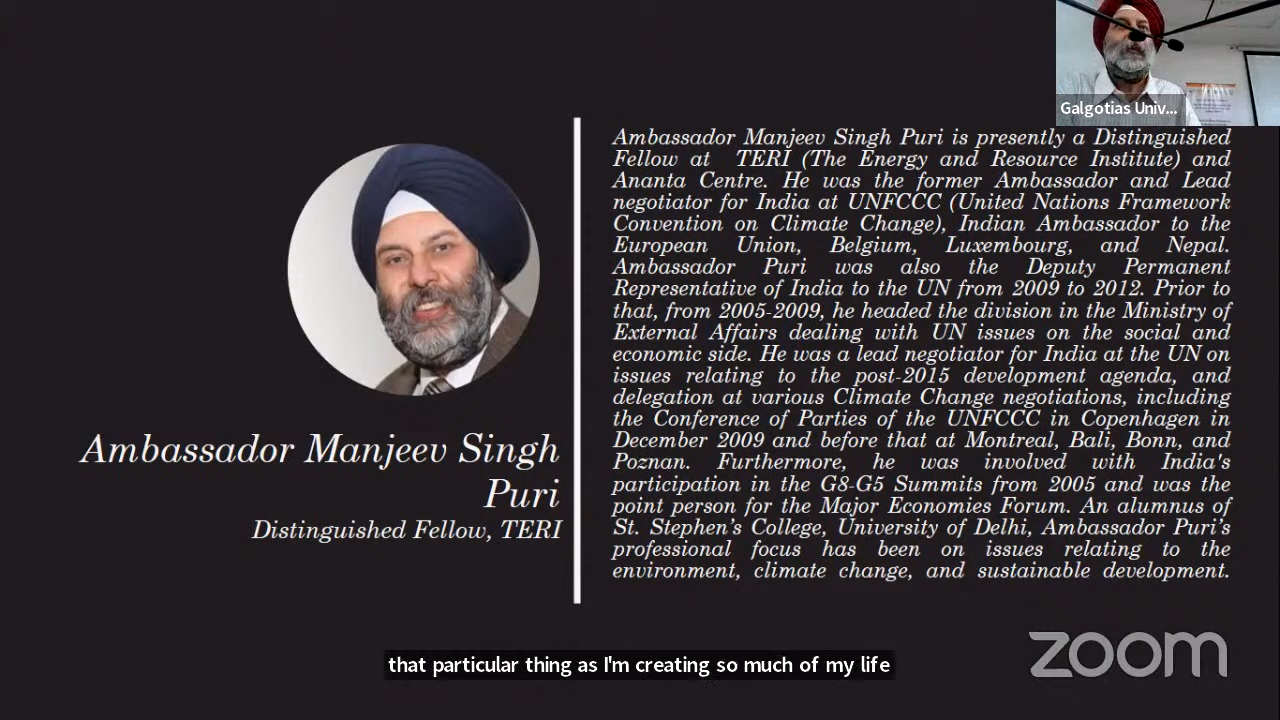 Galgotias Univ...
Ambassador Manjeev Singh Puri is presently a Distinguished
Fellow at TERI (The Energy and Resource Institute) and
Ananta Centre. He was the former Ambassador and Lead
negotiator for India at UNFCCC (United Nations Framework
Convention on Climate Change), Indian Ambassador to the
European Union, Belgium, Luxembourg, and Nepal.
Ambassador Puri was also the Deputy Permanent
Representative of India to the UN from 2009 to 2012. Prior to
that, from 2005-2009, he headed the division in the Ministry of
External Affairs dealing with UN issues on the social and
economic side. He was a lead negotiator for India at the UN on
issues relating to the post-2015 development agenda, and
delegation at various Climate Change negotiations, including
the Conference of Parties of the UNFCCC in Copenhagen in
December 2009 and before that at Montreal, Bali, Bonn, and
Poznan. Furthermore, he was involved with India's
participation in the G8-G5 Summits from 2005 and was the
point person for the Major Economies Forum. An alumnus of
St. Stephen's College, University of Delhi, Ambassador Puri's
professional focus has been on issues relating to the
environment, climate change, and sustainable development.
Ambassador Manjeev Singh
Puri
Distinguished Fellow, TERI
that particular thing as I'm creating so much of my life
zoom